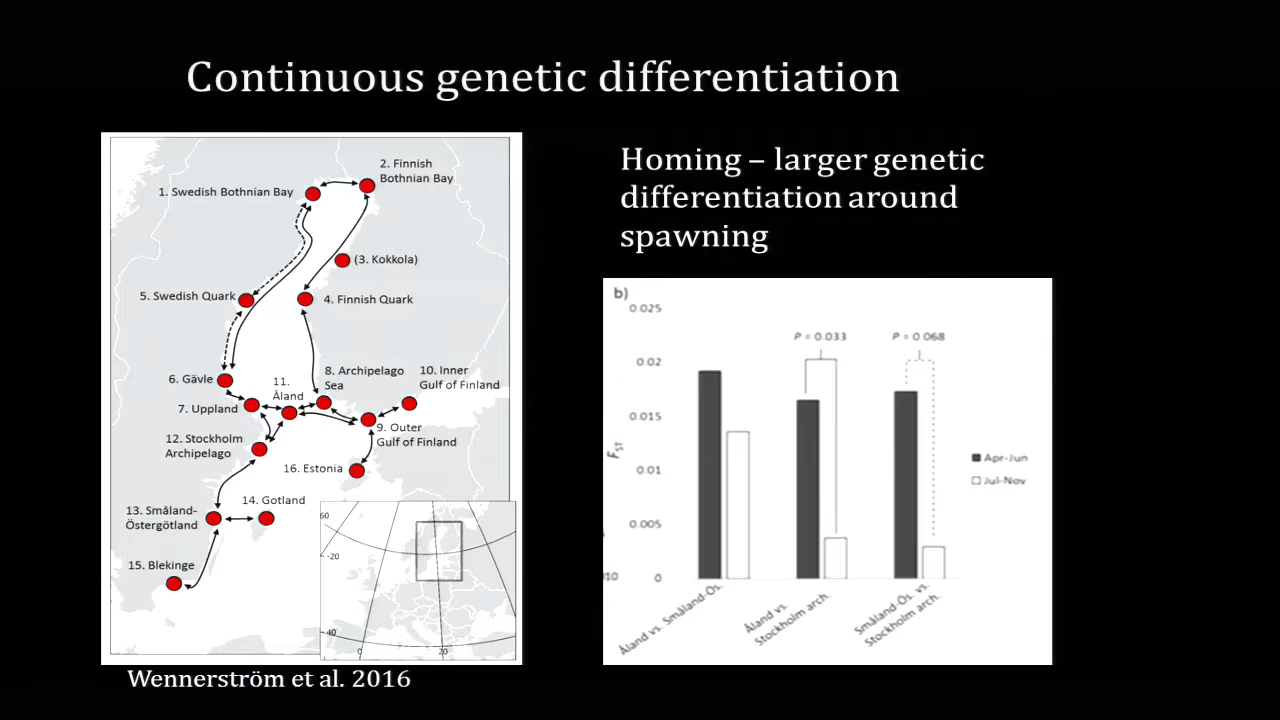 Continuous genetic differentiation
2. Finnish
Bothnian Bay
1. Swedish Bothnian Bay
(3. Kokkola)
5. Swedish Quark
4. Finnish Quark
6. Gävle
11.
Åland
8. Archipelago
Sea
10. Inner
Gulf of Finland
7. Uppland
9. Outer
Gulf of Finland
12. Stockholm
Archipelago
16. Estonia
14. Gotland
13. Småland-
Östergötland
15. Blekinge
60
-20
-40
0
20
Wennerström et al. 2016
Homing – larger genetic
differentiation around
spawning
b)
0.025
P = 0.033
P = 0.068
0.02
0.015
FST
0.01
0.005
0
Apr-Jun
Jul-Nov
Åland vs. Småland-Ös.
Åland vs.
Stockholm arch.
Småland-Ös. vs.
Stockholm arch.